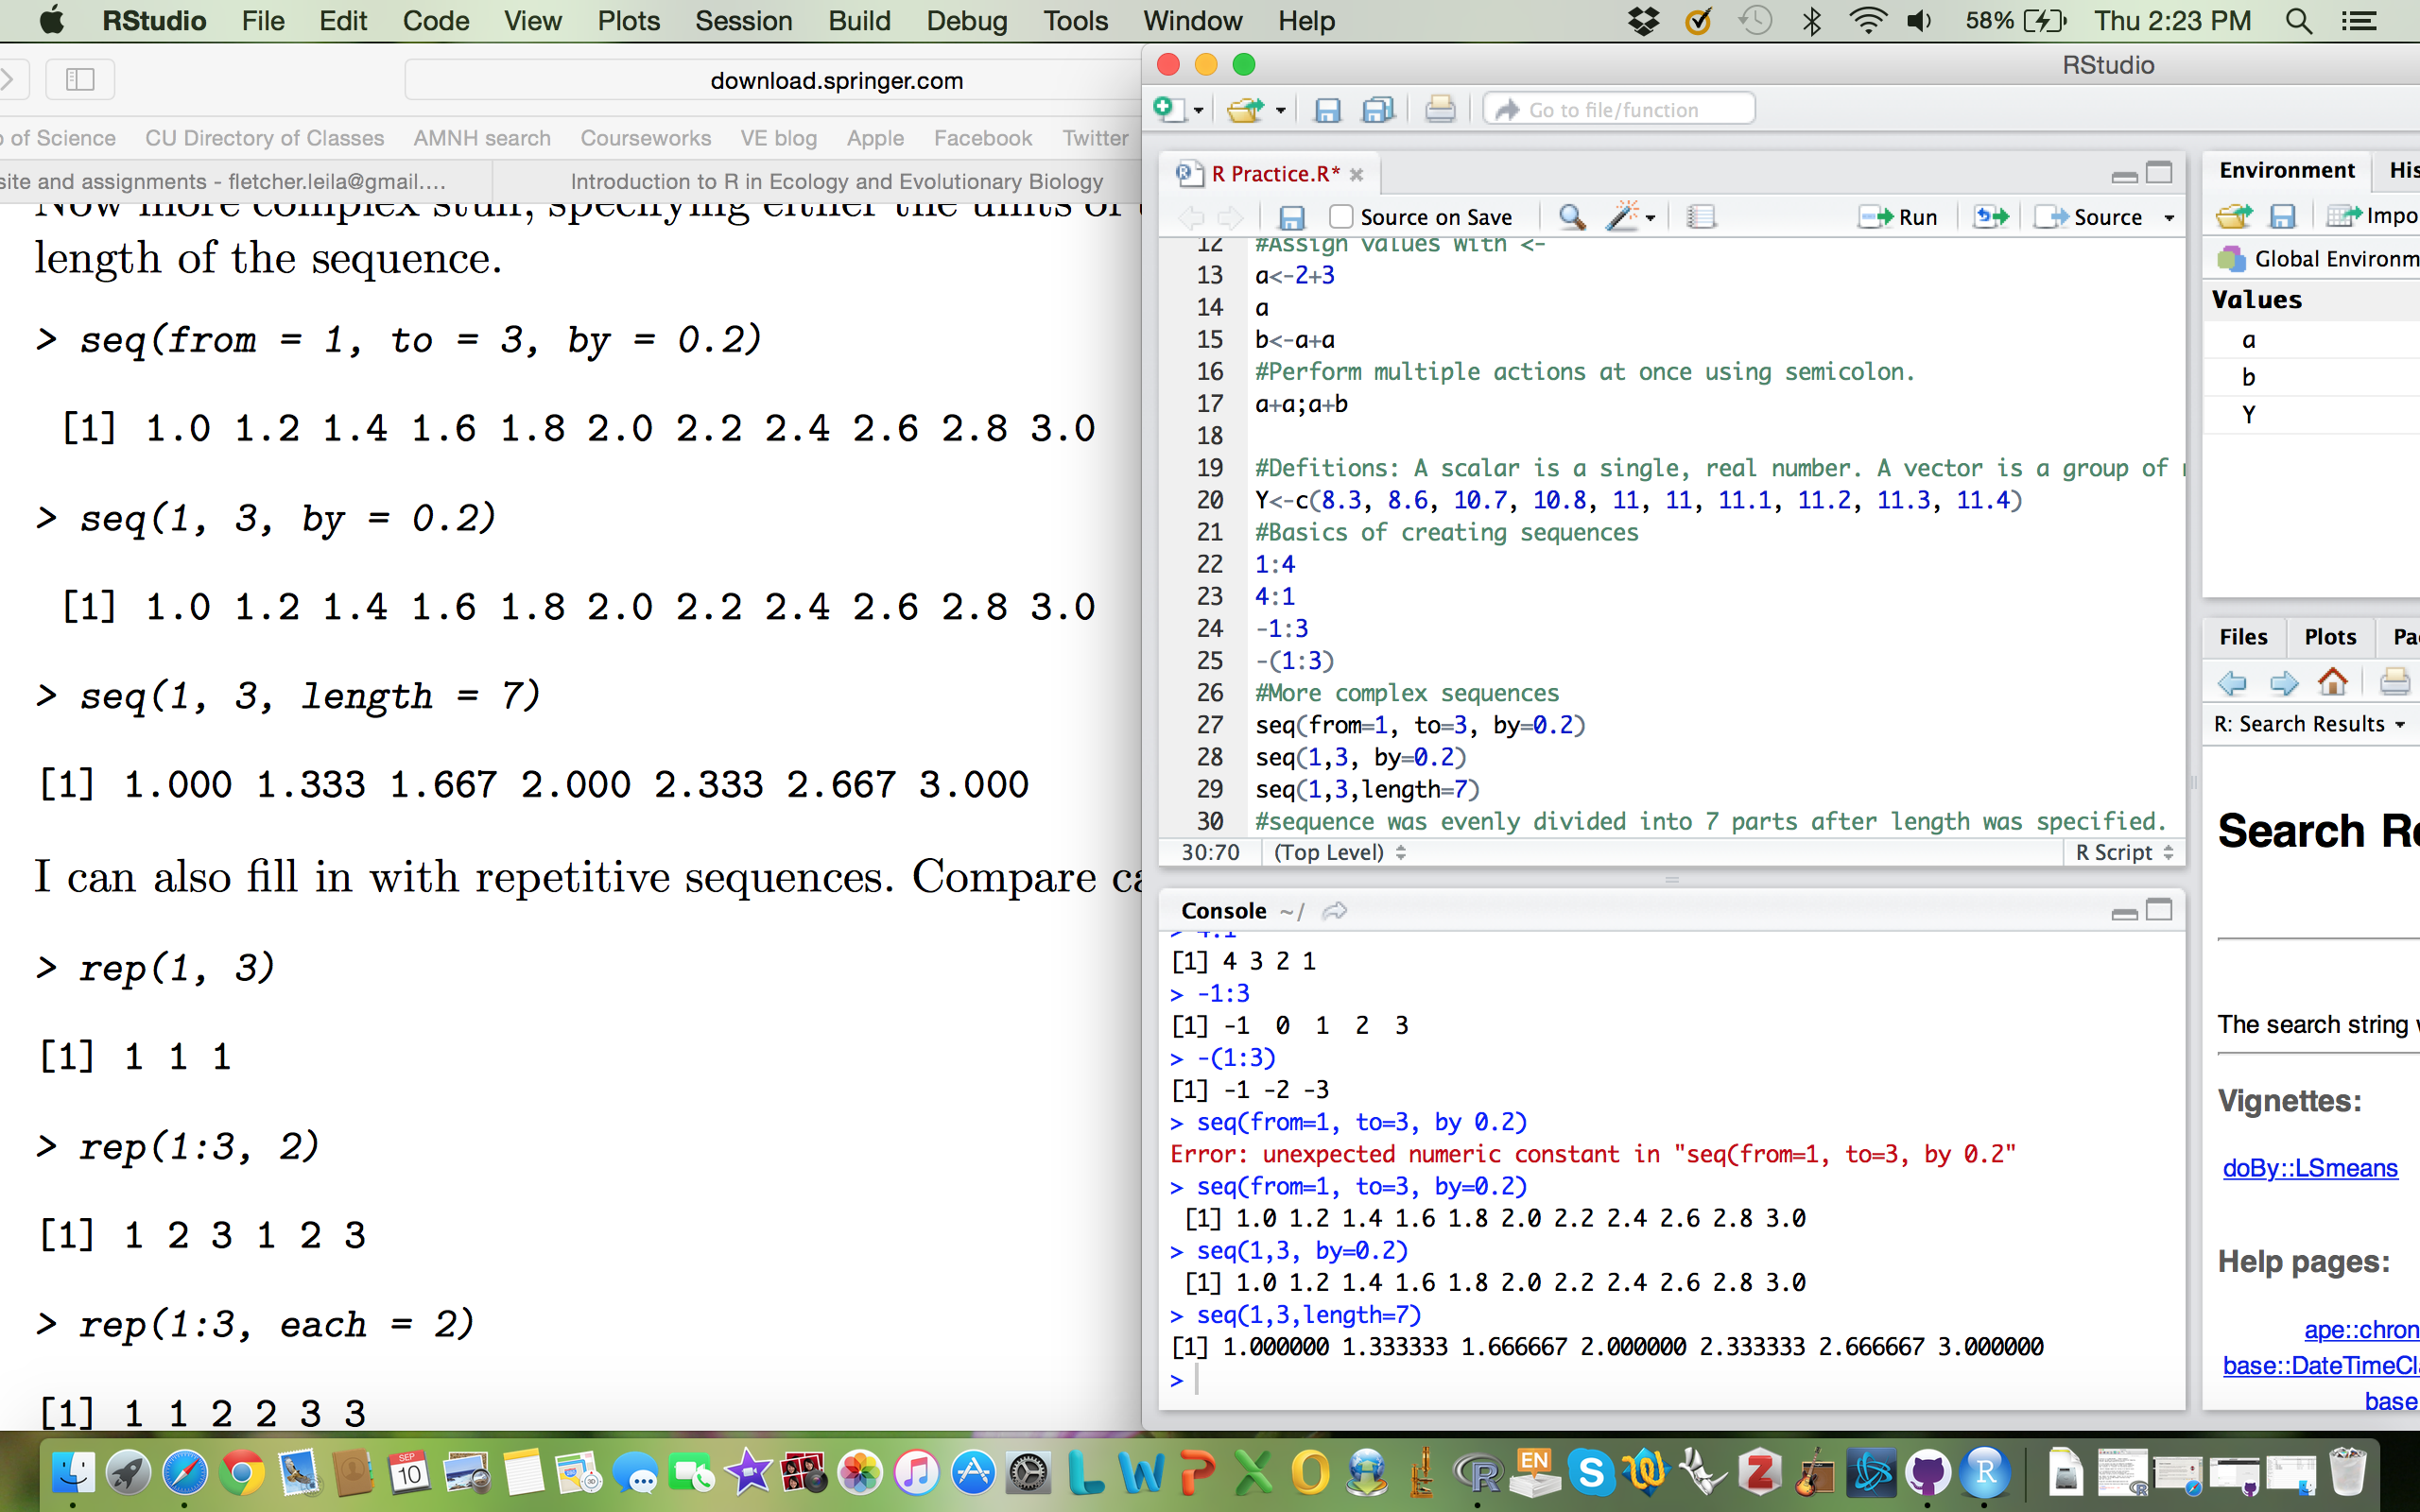 RStudio File Edit Code View Plots Session Build Debug Tools Window Help 58% Thu 2:23 PM
download.springer.com
of Science CU Directory of Classes AMNH search Courseworks VE blog Apple Facebook Twitter
site and assignments - fletcher.leila@gmail.... Introduction to R in Ecology and Evolutionary Biology
Now more complex stuff, specifying either the units of
length of the sequence.
> seq(from = 1, to = 3, by = 0.2)
[1] 1.0 1.2 1.4 1.6 1.8 2.0 2.2 2.4 2.6 2.8 3.0
> seq(1, 3, by = 0.2)
[1] 1.0 1.2 1.4 1.6 1.8 2.0 2.2 2.4 2.6 2.8 3.0
> seq(1, 3, length = 7)
[1] 1.000 1.333 1.667 2.000 2.333 2.667 3.000
I can also fill in with repetitive sequences. Compare
> rep(1, 3)
[1] 1 1 1
> rep(1:3, 2)
[1] 1 2 3 1 2 3
> rep(1:3, each = 2)
[1] 1 1 2 2 3 3
RStudio
Go to file/function
R Practice.R*
Source on Save Run Source
12 #Assign values with <-
13 a<-2+3
14 a
15 b<-a+a
16 #Perform multiple actions at once using semicolon.
17 a+a;a+b
18
19 #Defitions: A scalar is a single, real number. A vector is a group of
20 Y<-c(8.3, 8.6, 10.7, 10.8, 11, 11, 11.1, 11.2, 11.3, 11.4)
21 #Basics of creating sequences
22 1:4
23 4:1
24 -1:3
25 -(1:3)
26 #More complex sequences
27 seq(from=1, to=3, by=0.2)
28 seq(1,3, by=0.2)
29 seq(1,3,length=7)
30 #sequence was evenly divided into 7 parts after length was specified.
30:70 (Top Level) R Script
Console ~/
> 4:1
[1] 4 3 2 1
> -1:3
[1] -1 0 1 2 3
> -(1:3)
[1] -1 -2 -3
> seq(from=1, to=3, by 0.2)
Error: unexpected numeric constant in "seq(from=1, to=3, by 0.2"
> seq(from=1, to=3, by=0.2)
[1] 1.0 1.2 1.4 1.6 1.8 2.0 2.2 2.4 2.6 2.8 3.0
> seq(1,3, by=0.2)
[1] 1.0 1.2 1.4 1.6 1.8 2.0 2.2 2.4 2.6 2.8 3.0
> seq(1,3,length=7)
[1] 1.000000 1.333333 1.666667 2.000000 2.333333 2.666667 3.000000
>
Environment His
Impo
Global Environm
Values
a
b
Y
Files Plots Pa
R: Search Results
Search Re
The search string
Vignettes:
doBy::LSmeans
Help pages:
ape::chron
base::DateTimeCla
base
SEP
10
EN